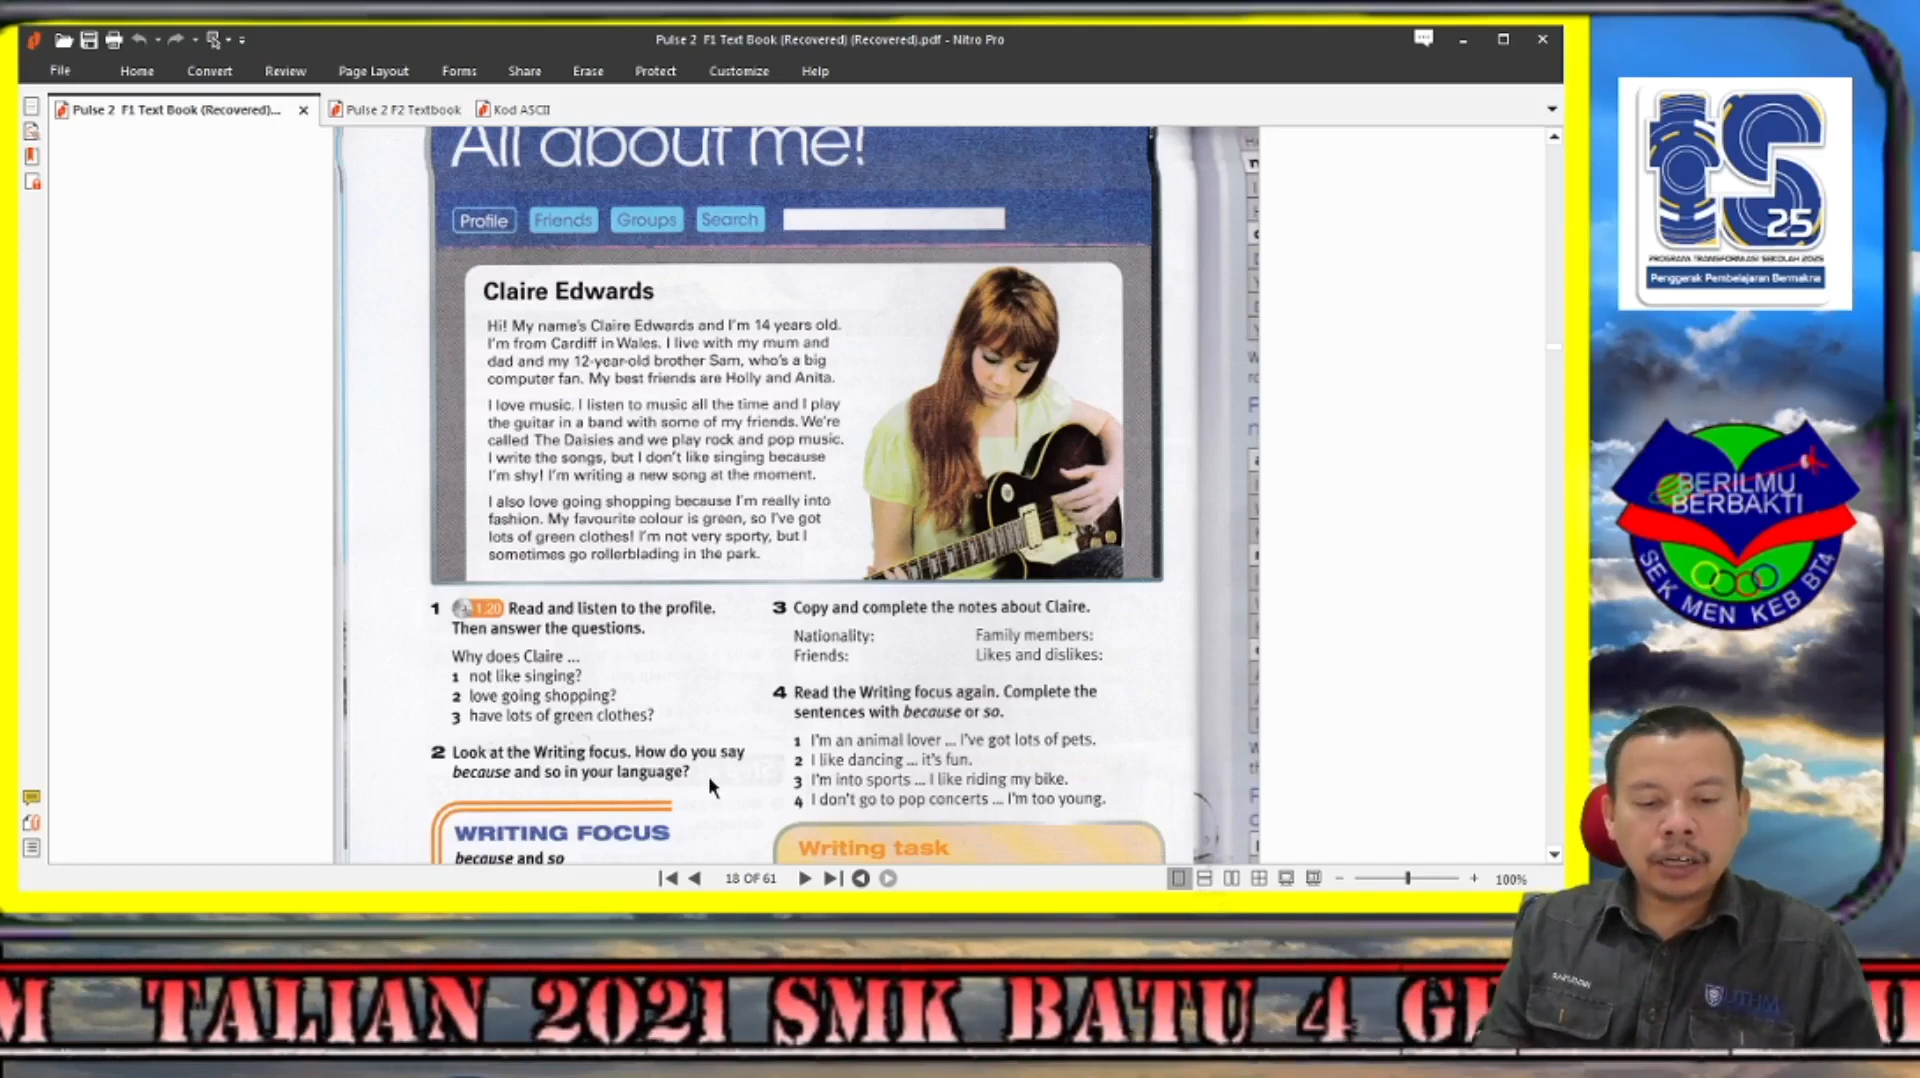 Pulse 2 F1 Text Book (Recovered) (Recovered).pdf - Nitro Pro
File Home Convert Review Page Layout Forms Share Erase Protect Customize Help
Pulse 2 F1 Text Book (Recovered)... Pulse 2 F2 Textbook Kod ASCII
All about me!
Profile Friends Groups Search
Claire Edwards
Hi! My name's Claire Edwards and I'm 14 years old.
I'm from Cardiff in Wales. I live with my mum and
dad and my 12-year-old brother Sam, who's a big
computer fan. My best friends are Holly and Anita.
I love music. I listen to music all the time and I play
the guitar in a band with some of my friends. We're
called The Daisies and we play rock and pop music.
I write the songs, but I don't like singing because
I'm shy! I'm writing a new song at the moment.
I also love going shopping because I'm really into
fashion. My favourite colour is green, so I've got
lots of green clothes! I'm not very sporty, but I
sometimes go rollerblading in the park.
1 1.20 Read and listen to the profile.
Then answer the questions.
Why does Claire ...
1 not like singing?
2 love going shopping?
3 have lots of green clothes?
2 Look at the Writing focus. How do you say
because and so in your language?
WRITING FOCUS
because and so
3 Copy and complete the notes about Claire.
Nationality: Family members:
Friends: Likes and dislikes:
4 Read the Writing focus again. Complete the
sentences with because or so.
1 I'm an animal lover ... I've got lots of pets.
2 I like dancing ... it's fun.
3 I'm into sports ... I like riding my bike.
4 I don't go to pop concerts ... I'm too young.
Writing task
18 OF 61
100%
tS
25
PROGRAM TRANSFORMASI SEKOLAH 2025
Penggerak Pembelajaran Bermakna
BERILMU
BERBAKTI
SEK MEN KEB BT4
UTHM
M TALIAN 2021 SMK BATU 4 G